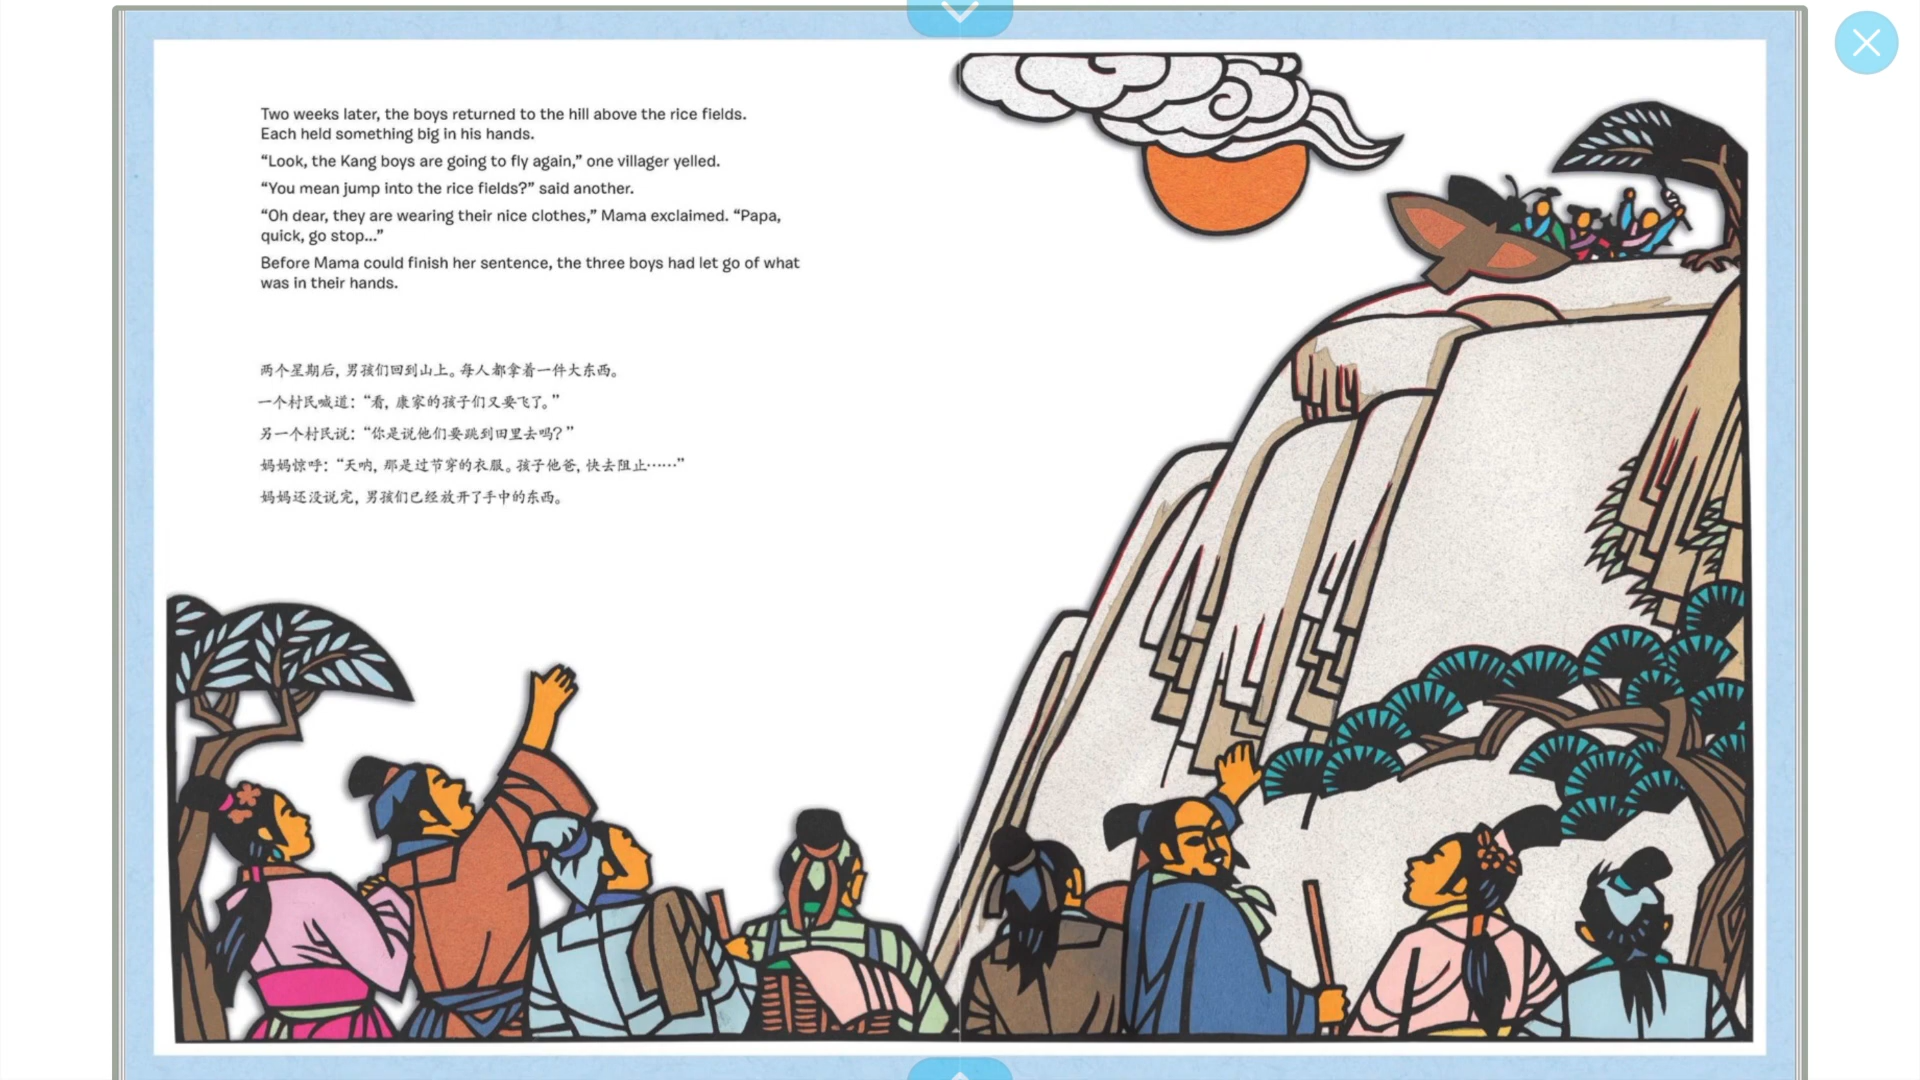 Two weeks later, the boys returned to the hill above the rice fields.
Each held something big in his hands.
“Look, the Kang boys are going to fly again,” one villager yelled.
“You mean jump into the rice fields?” said another.
“Oh dear, they are wearing their nice clothes,” Mama exclaimed. “Papa,
quick, go stop...”
Before Mama could finish her sentence, the three boys had let go of what
was in their hands.
两个星期后，男孩们回到山上。每人都拿着一件大东西。
一个村民喊道：“看，康家的孩子们又要飞了。”
另一个村民说：“你是说他们要跳到田里去吗？”
妈妈惊呼：“天呐，那是过节穿的衣服。孩子他爸，快去阻止……”
妈妈还没说完，男孩们已经放开了手中的东西。